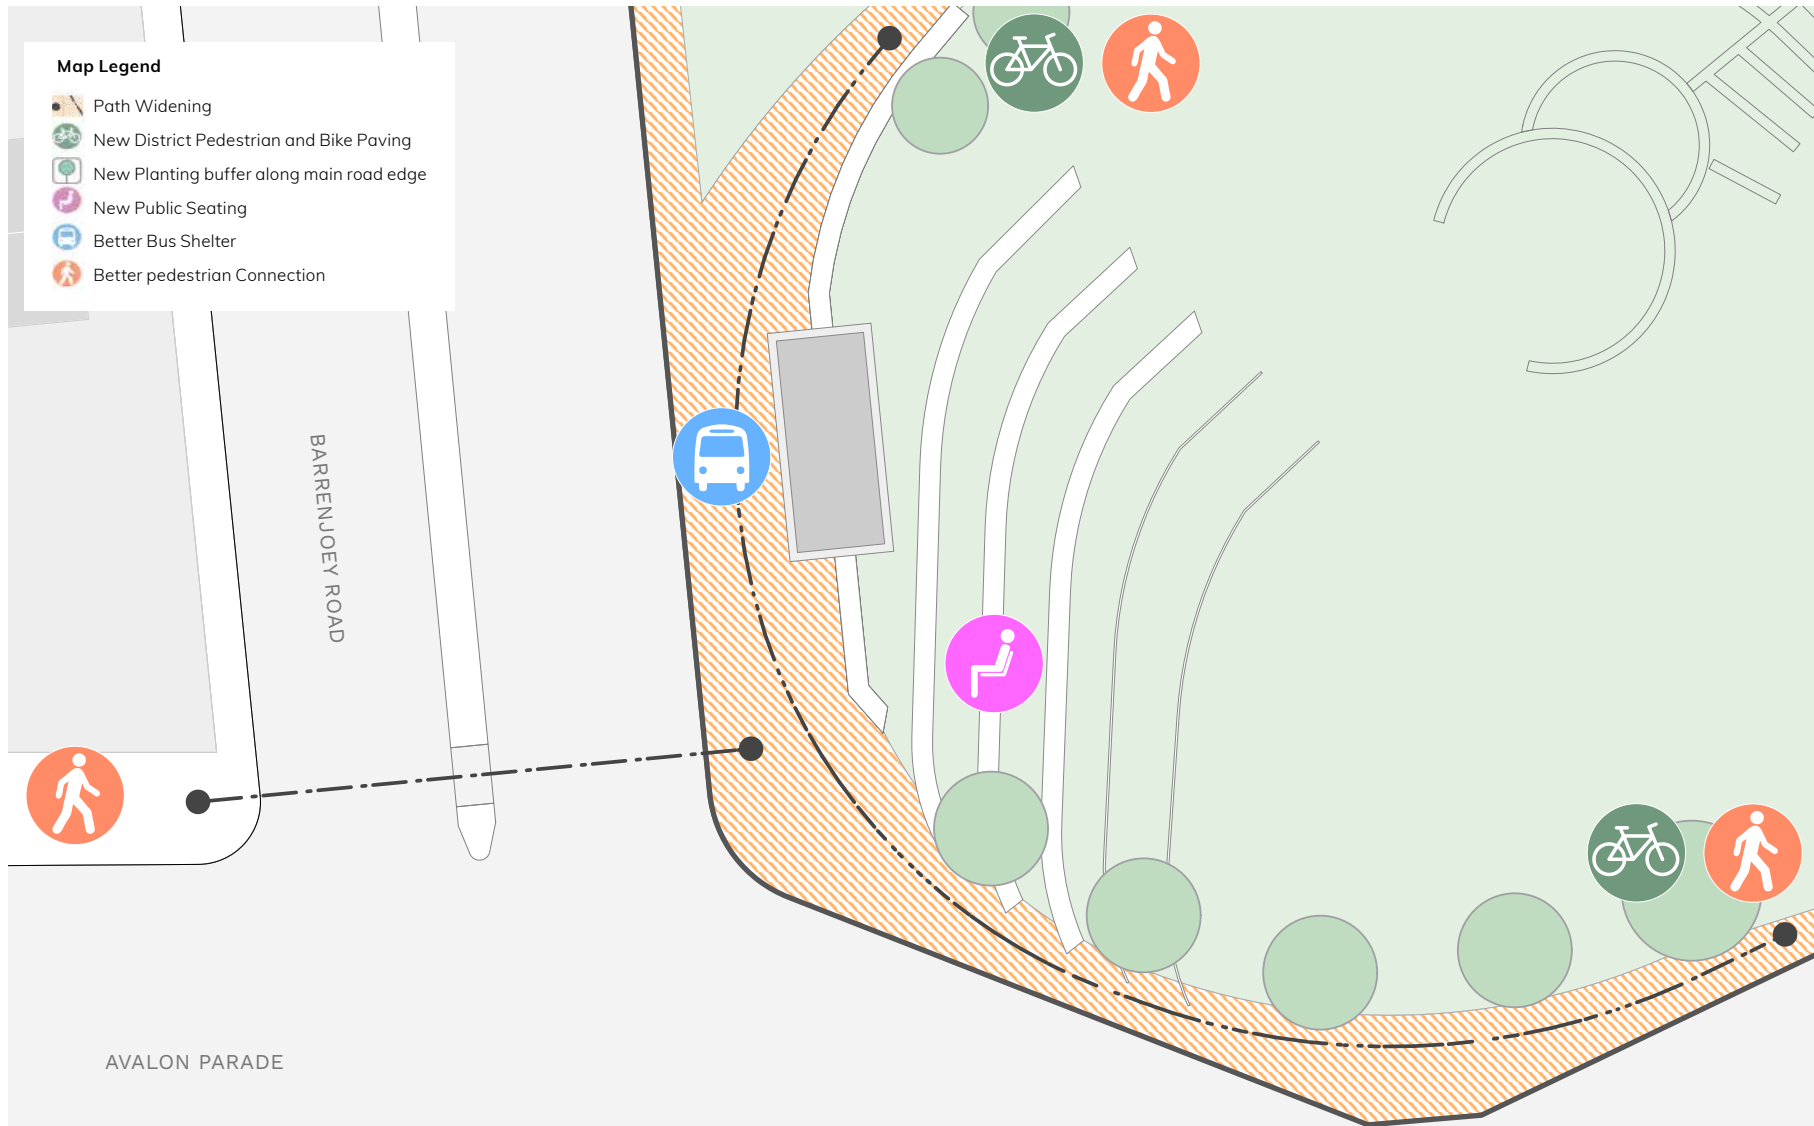 Map Legend
Path Widening
New District Pedestrian and Bike Paving
New Planting buffer along main road edge
New Public Seating
Better Bus Shelter
Better pedestrian Connection
BARRENJOEY ROAD
AVALON PARADE